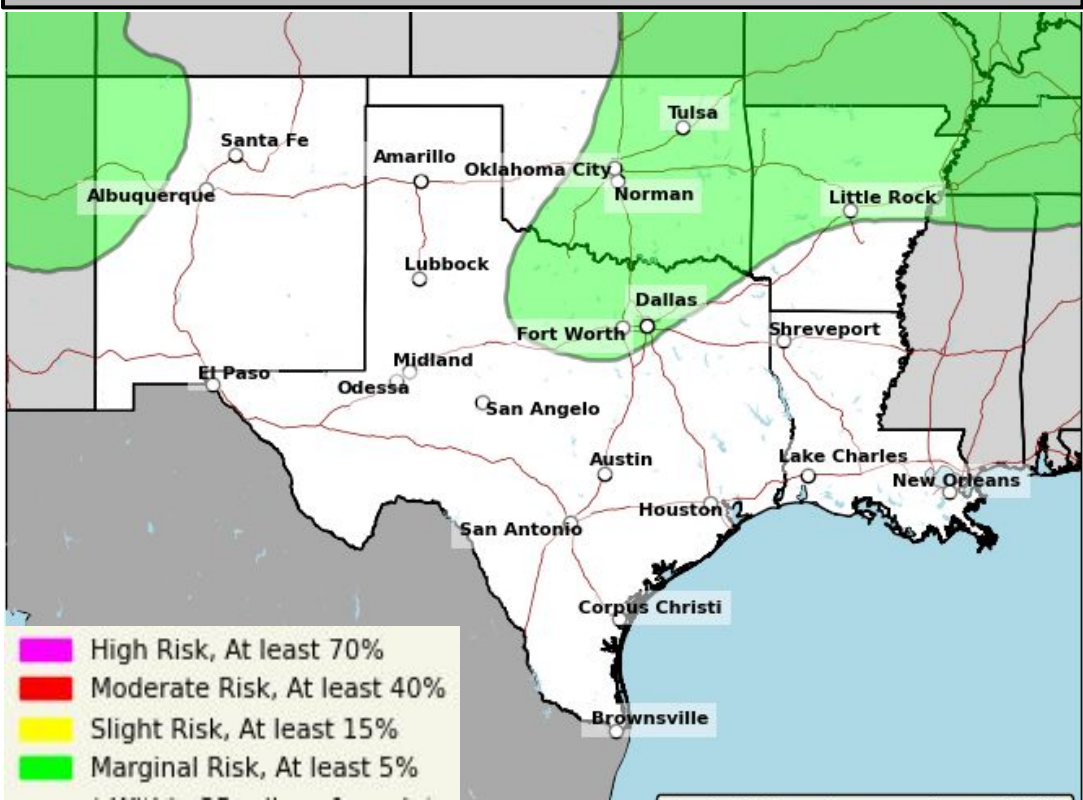 Tulsa
Santa Fe
Amarillo
Oklahoma City
Albuquerque
Norman
Little Rock
Lubbock
Dallas
Fort Worth
Shreveport
Midland
El Paso
Odessa
San Angelo
Austin
Lake Charles
New Orleans
Houston
San Antonio
Corpus Christi
Brownsville
High Risk, At least 70%
Moderate Risk, At least 40%
Slight Risk, At least 15%
Marginal Risk, At least 5%